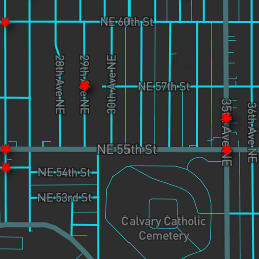 NE 60th St
28th Ave NE
29th Ave NE
30th Ave NE
NE 57th St
35th Ave NE
36th Ave NE
NE 55th St
NE 54th St
NE 53rd St
Calvary Catholic
Cemetery